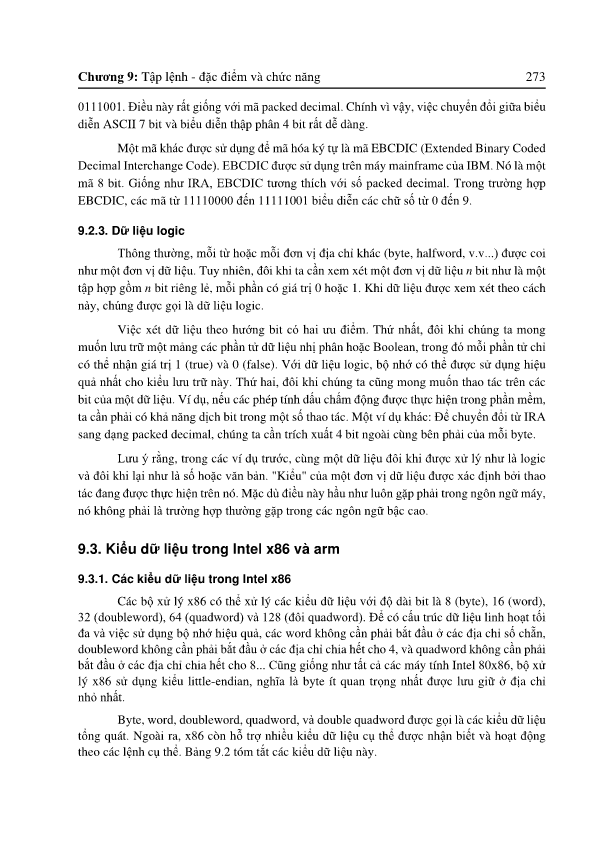 Chương 9: Tập lệnh - đặc điểm và chức năng 273
0111001. Điều này rất giống với mã packed decimal. Chính vì vậy, việc chuyển đổi giữa biểu
diễn ASCII 7 bit và biểu diễn thập phân 4 bit rất dễ dàng.
Một mã khác được sử dụng để mã hóa ký tự là mã EBCDIC (Extended Binary Coded
Decimal Interchange Code). EBCDIC được sử dụng trên máy mainframe của IBM. Nó là một
mã 8 bit. Giống như IRA, EBCDIC tương thích với số packed decimal. Trong trường hợp
EBCDIC, các mã từ 11110000 đến 11111001 biểu diễn các chữ số từ 0 đến 9.
9.2.3. Dữ liệu logic
Thông thường, mỗi từ hoặc mỗi đơn vị địa chỉ khác (byte, halfword, v.v...) được coi
như một đơn vị dữ liệu. Tuy nhiên, đôi khi ta cần xem xét một đơn vị dữ liệu n bit như là một
tập hợp gồm n bit riêng lẻ, mỗi phần có giá trị 0 hoặc 1. Khi dữ liệu được xem xét theo cách
này, chúng được gọi là dữ liệu logic.
Việc xét dữ liệu theo hướng bit có hai ưu điểm. Thứ nhất, đôi khi chúng ta mong
muốn lưu trữ một mảng các phần tử dữ liệu nhị phân hoặc Boolean, trong đó mỗi phần tử chỉ
có thể nhận giá trị 1 (true) và 0 (false). Với dữ liệu logic, bộ nhớ có thể được sử dụng hiệu
quả nhất cho kiểu lưu trữ này. Thứ hai, đôi khi chúng ta cũng mong muốn thao tác trên các
bit của một dữ liệu. Ví dụ, nếu các phép tính dấu chấm động được thực hiện trong phần mềm,
ta cần phải có khả năng dịch bit trong một số thao tác. Một ví dụ khác: Để chuyển đổi từ IRA
sang dạng packed decimal, chúng ta cần trích xuất 4 bit ngoài cùng bên phải của mỗi byte.
Lưu ý rằng, trong các ví dụ trước, cùng một dữ liệu đôi khi được xử lý như là logic
và đôi khi lại như là số hoặc văn bản. "Kiểu" của một đơn vị dữ liệu được xác định bởi thao
tác đang được thực hiện trên nó. Mặc dù điều này hầu như luôn gặp phải trong ngôn ngữ máy,
nó không phải là trường hợp thường gặp trong các ngôn ngữ bậc cao.
9.3. Kiểu dữ liệu trong Intel x86 và arm
9.3.1. Các kiểu dữ liệu trong Intel x86
Các bộ xử lý x86 có thể xử lý các kiểu dữ liệu với độ dài bit là 8 (byte), 16 (word),
32 (doubleword), 64 (quadword) và 128 (đôi quadword). Để có cấu trúc dữ liệu linh hoạt tối
đa và việc sử dụng bộ nhớ hiệu quả, các word không cần phải bắt đầu ở các địa chỉ số chẵn,
doubleword không cần phải bắt đầu ở các địa chỉ chia hết cho 4, và quadword không cần phải
bắt đầu ở các địa chỉ chia hết cho 8... Cũng giống như tất cả các máy tính Intel 80x86, bộ xử
lý x86 sử dụng kiểu little-endian, nghĩa là byte ít quan trọng nhất được lưu giữ ở địa chỉ
nhỏ nhất.
Byte, word, doubleword, quadword, và double quadword được gọi là các kiểu dữ liệu
tổng quát. Ngoài ra, x86 còn hỗ trợ nhiều kiểu dữ liệu cụ thể được nhận biết và hoạt động
theo các lệnh cụ thể. Bảng 9.2 tóm tắt các kiểu dữ liệu này.